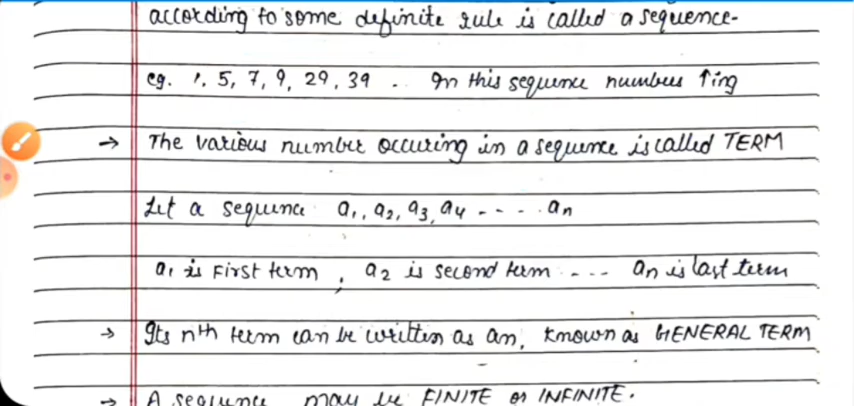 according to some definite rule is called a sequence-
eg. 1, 5, 7, 9, 29, 39 .. In this sequence numbers ↑ing
→ The various number occuring in a sequence is called TERM
Let a sequence a₁, a₂, a₃, a₄ - - - - . an
a₁ is First term , a₂ is second term - - - - an is last term
→ Its nth term can be written as an, known as GENERAL TERM
→ A sequence may be FINITE or INFINITE.